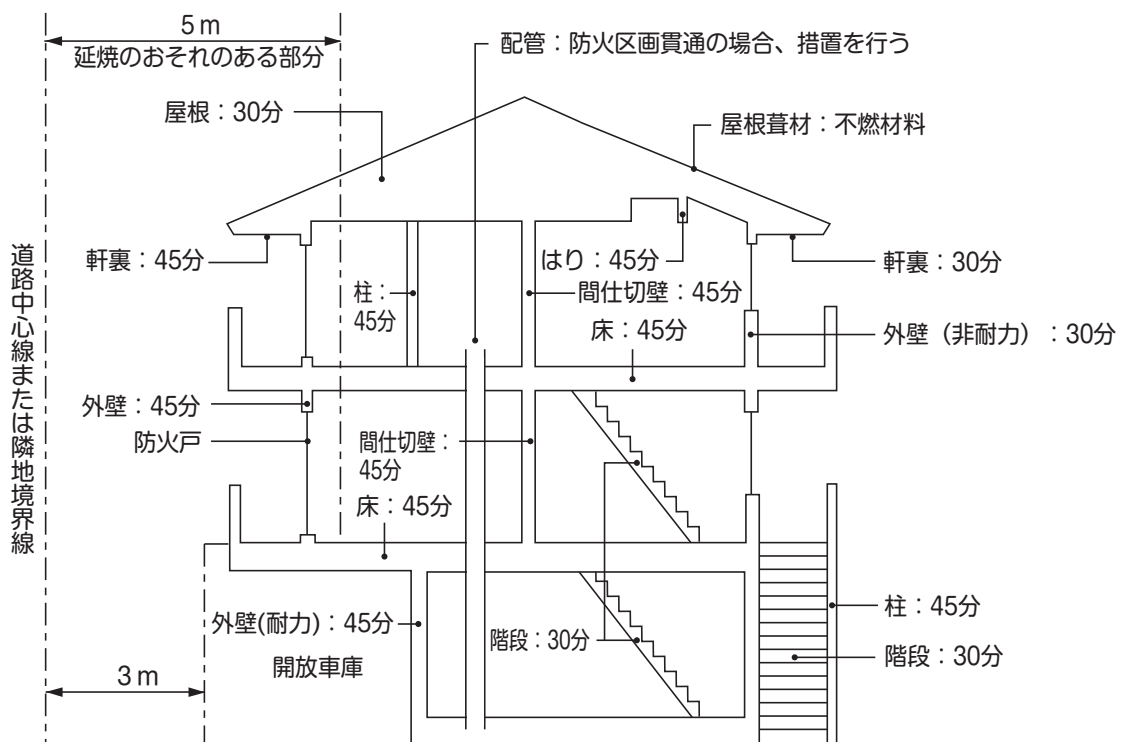 5m
延焼のおそれのある部分
配管：防火区画貫通の場合、措置を行う
屋根：30分
屋根葺材：不燃材料
道路中心線または隣地境界線
軒裏：45分
柱：
45分
はり：45分
間仕切壁：45分
床：45分
軒裏：30分
外壁（非耐力）：30分
外壁：45分
防火戸
間仕切壁：
45分
床：45分
外壁(耐力)：45分
開放車庫
階段：30分
柱：45分
階段：30分
3m